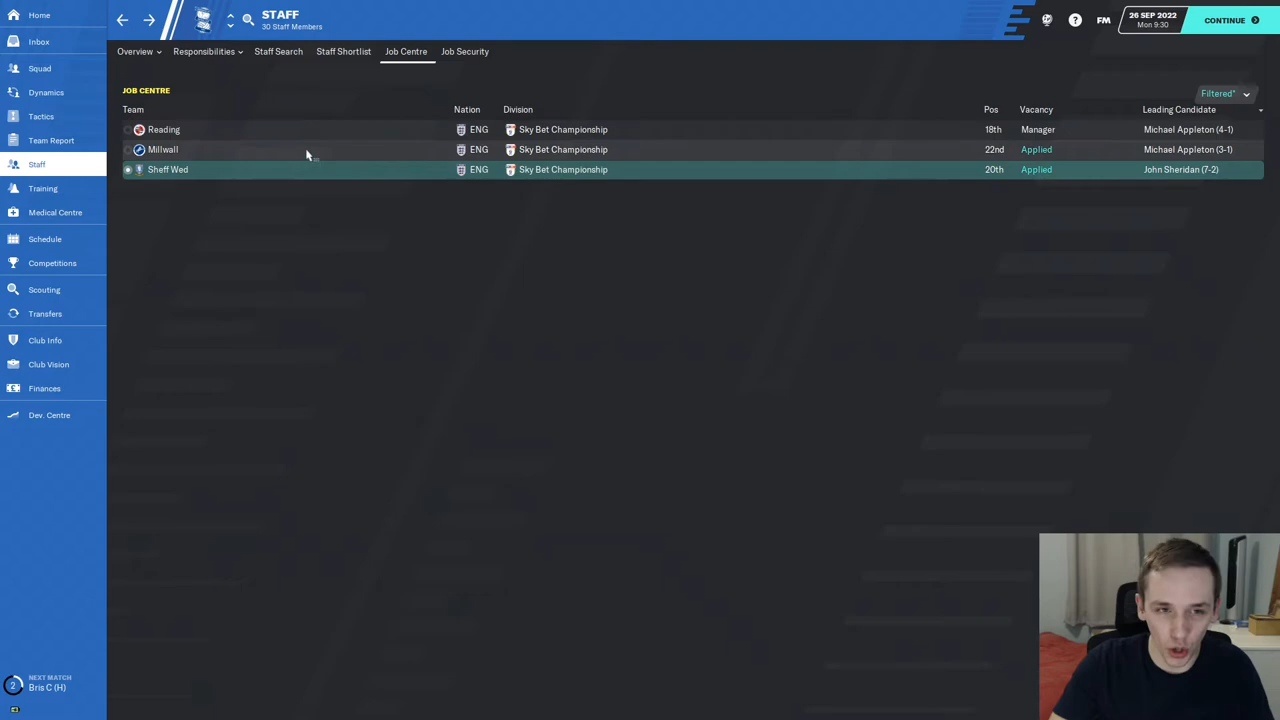 STAFF
30 Staff Members
FM
26 SEP 2022
Mon 9:30
CONTINUE
Home
Inbox
Squad
Dynamics
Tactics
Team Report
Staff
Training
Medical Centre
Schedule
Competitions
Scouting
Transfers
Club Info
Club Vision
Finances
Dev. Centre
2
NEXT MATCH
Bris C (H)
Overview Responsibilities Staff Search Staff Shortlist Job Centre Job Security
JOB CENTRE
Filtered*
Team Nation Division Pos Vacancy Leading Candidate
Reading ENG Sky Bet Championship 18th Manager Michael Appleton (4-1)
Millwall ENG Sky Bet Championship 22nd Applied Michael Appleton (3-1)
Sheff Wed ENG Sky Bet Championship 20th Applied John Sheridan (7-2)